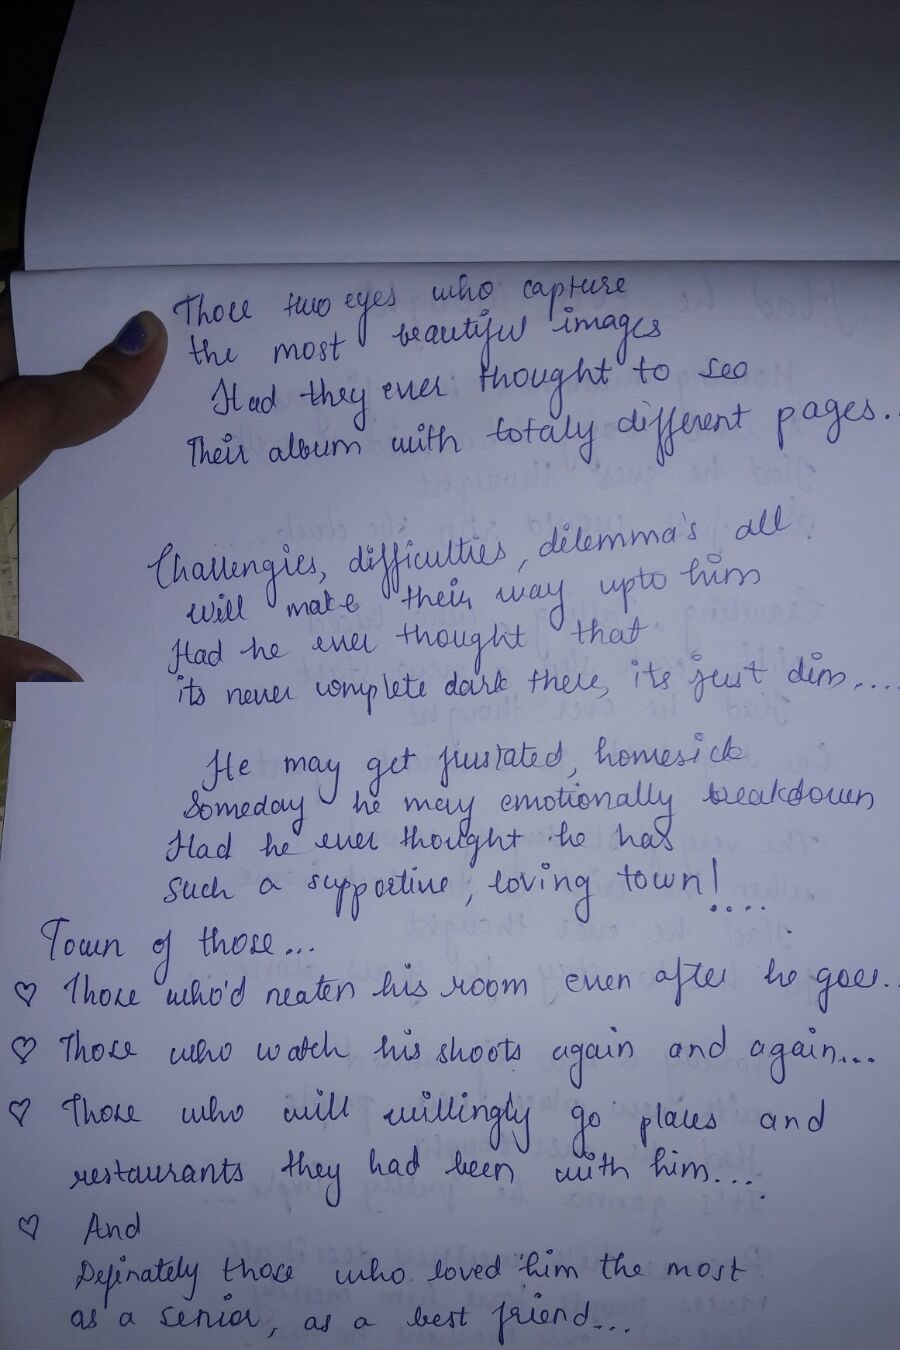 Those two eyes who capture
the most beautiful images
Had they ever thought to see
Their album with totaly different pages..
Challengies, difficulties, dilemma's all
will make their way upto him
Had he ever thought that
its never complete dark there, its just dim....
He may get frustated, homesick
Someday he may emotionally breakdown
Had he ever thought he has
Such a supportive, loving town!....
Town of those...
♡ Those who'd neaten his room even after he goes..
♡ Those who watch his shoots again and again...
♡ Those who will willingly go places and
restaurants they had been with him....
♡ And
Definately those who loved him the most
as a senior, as a best friend...